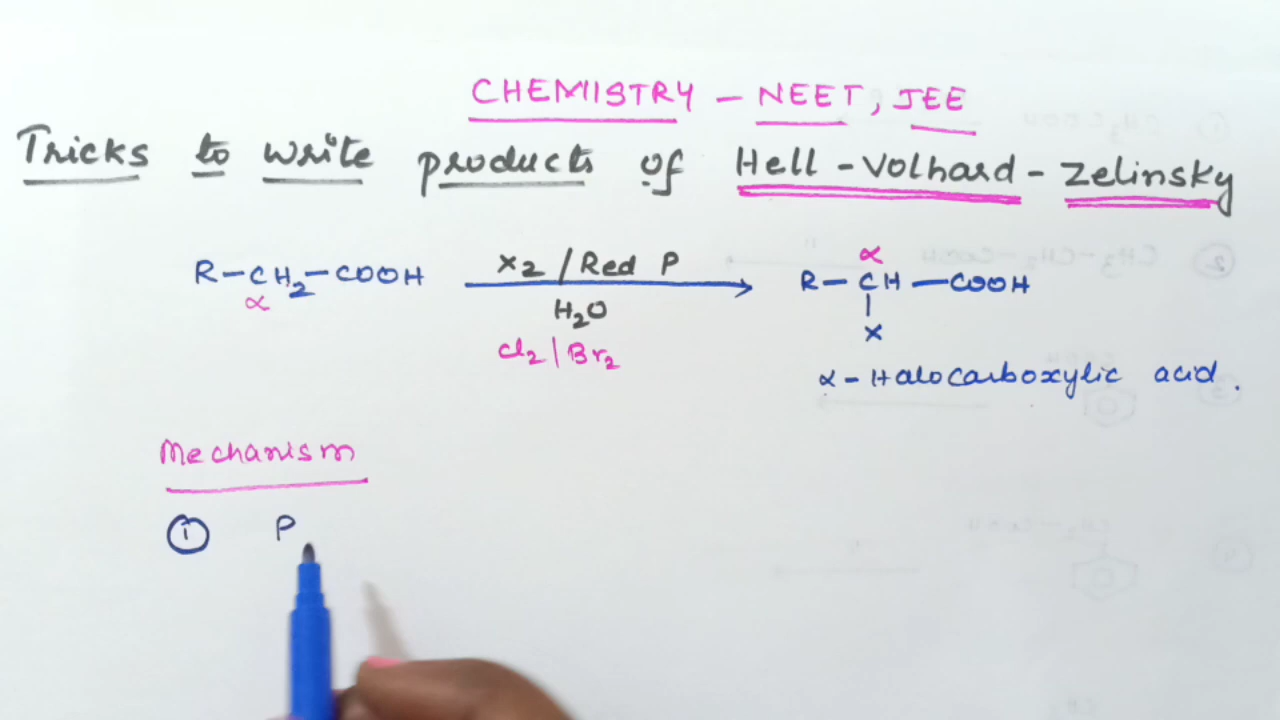 CHEMISTRY – NEET, JEE
Tricks to write products of Hell-Volhard-Zelinsky
R–CH₂–COOH X₂/Red P R–CH–COOH
α H₂O α
Cl₂/Br₂ X
α-Halocarboxylic acid.
Mechanism
① P